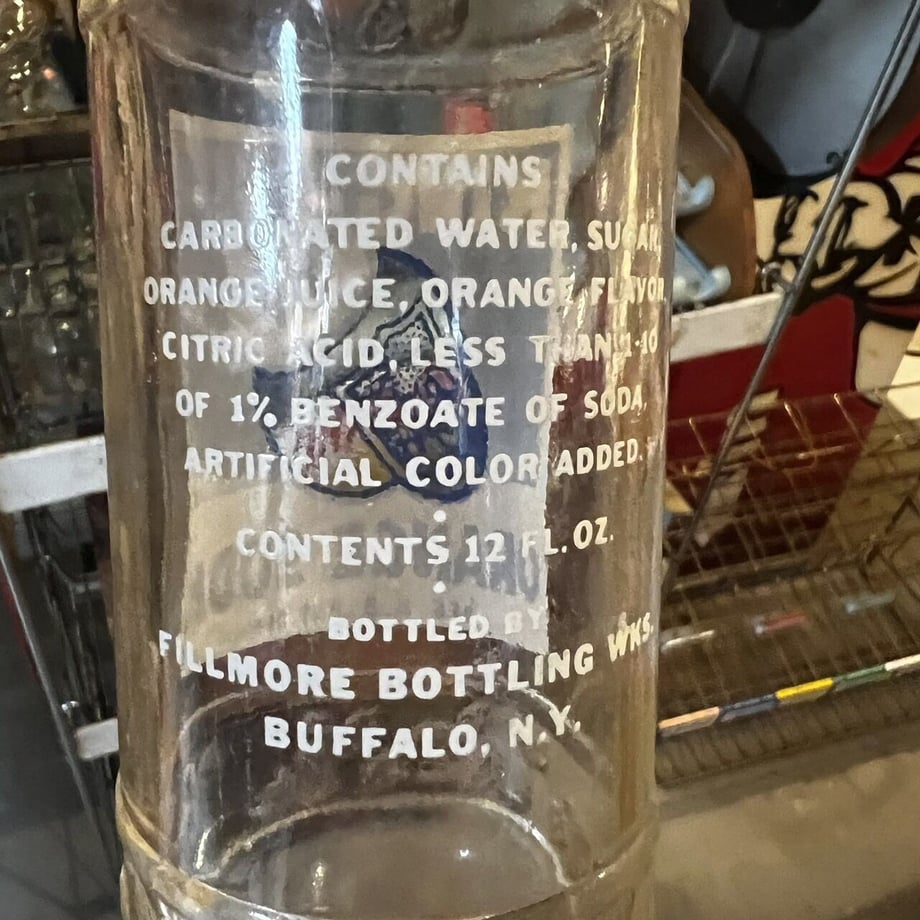 CONTAINS
CARBONATED WATER, SUGAR,
ORANGE JUICE, ORANGE FLAVOR
CITRIC ACID, LESS THAN 1-10
OF 1% BENZOATE OF SODA,
ARTIFICIAL COLOR ADDED.
CONTENTS 12 FL. OZ.
BOTTLED BY
FILLMORE BOTTLING WKS.
BUFFALO, N.Y.